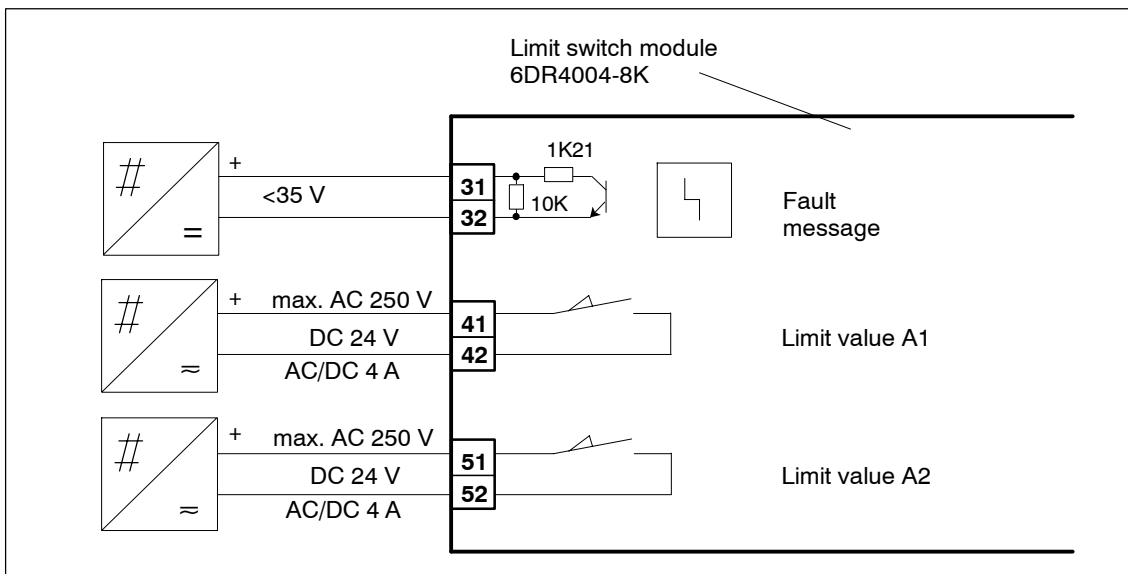 Limit switch module
6DR4004-8K
#
+
<35 V
=
31
32
1K21
10K
Fault
message
#
+
max. AC 250 V
DC 24 V
AC/DC 4 A
≂
41
42
Limit value A1
#
+
max. AC 250 V
DC 24 V
AC/DC 4 A
≂
51
52
Limit value A2